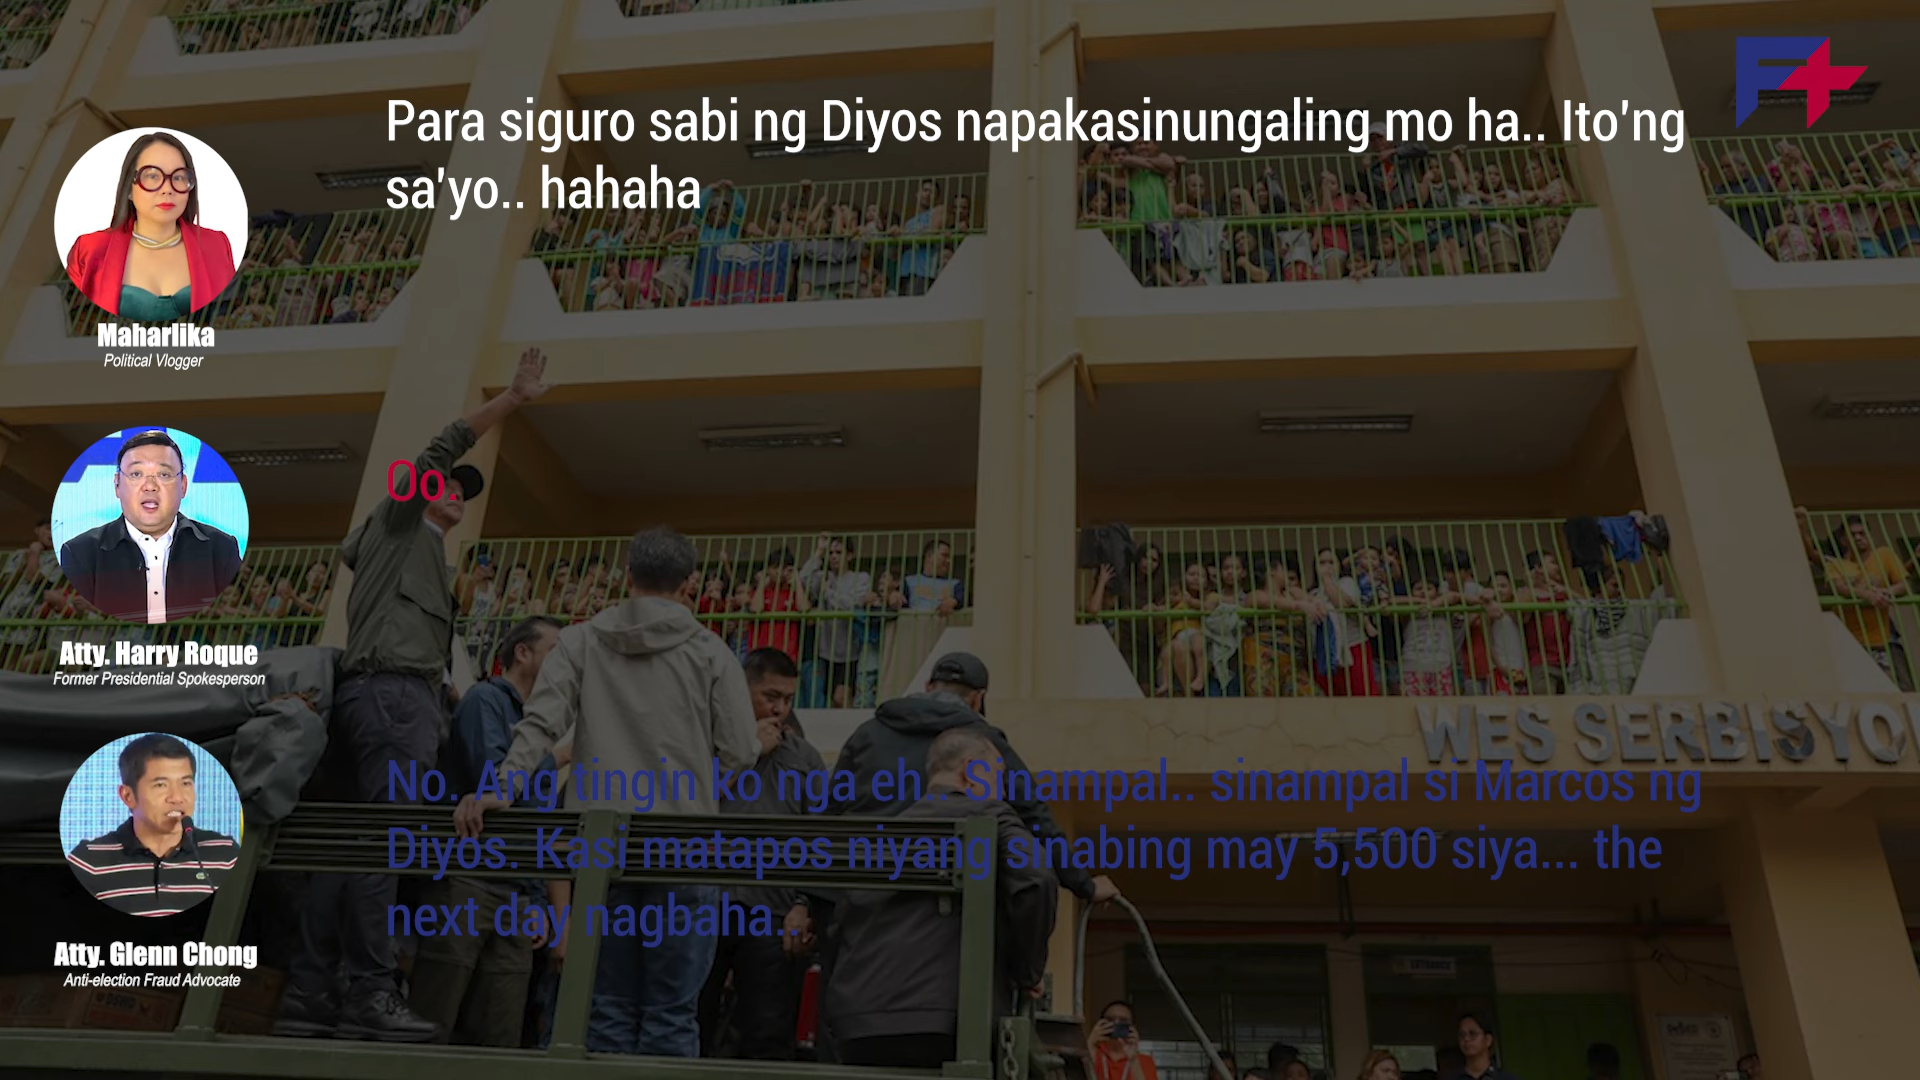 Para siguro sabi ng Diyos napakasinungaling mo ha.. Ito'ng
sa'yo.. hahaha
Maharlika
Political Vlogger
Oo.
Atty. Harry Roque
Former Presidential Spokesperson
WES SERBISYO
No. Ang tingin ko nga eh.. Sinampal.. sinampal si Marcos ng
Diyos. Kasi matapos niyang sinabing may 5,500 siya... the
next day nagbaha..
Atty. Glenn Chong
Anti-election Fraud Advocate
ENTRANCE